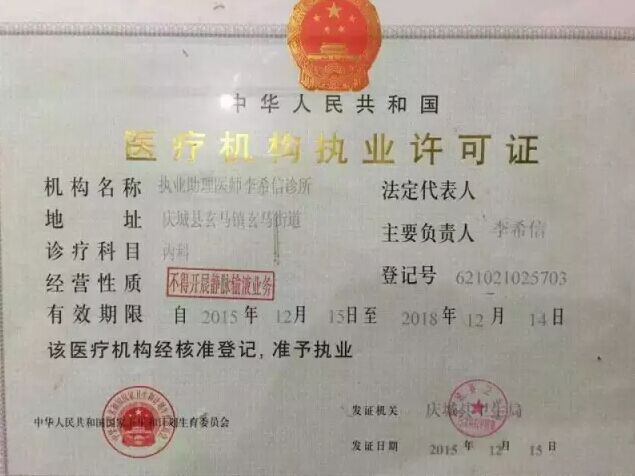 中华人民共和国
医疗机构执业许可证
机构名称 执业助理医师李希信诊所 法定代表人
地址 庆城县玄马镇玄马街道 主要负责人 李希信
诊疗科目 内科
登记号 621021025703
经营性质 不得开展静脉输液业务
有效期限 自 2015 年 12 月 15 日至 2018 年 12 月 14 日
该医疗机构经核准登记,准予执业
中华人民共和国国家卫生和计划生育委员会
发证机关 庆城县卫生局
发证日期 2015 年 12 月 15 日